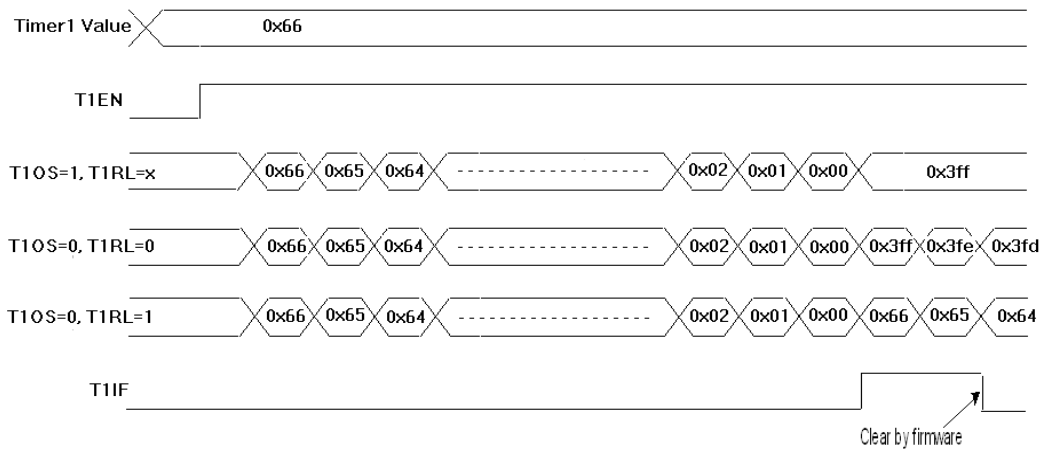 Timer1 Value 0x66
T1EN
T1OS=1, T1RL=x 0x66 0x65 0x64 0x02 0x01 0x00 0x3ff
T1OS=0, T1RL=0 0x66 0x65 0x64 0x02 0x01 0x00 0x3ff 0x3fe 0x3fd
T1OS=0, T1RL=1 0x66 0x65 0x64 0x02 0x01 0x00 0x66 0x65 0x64
T1IF
Clear by firmware